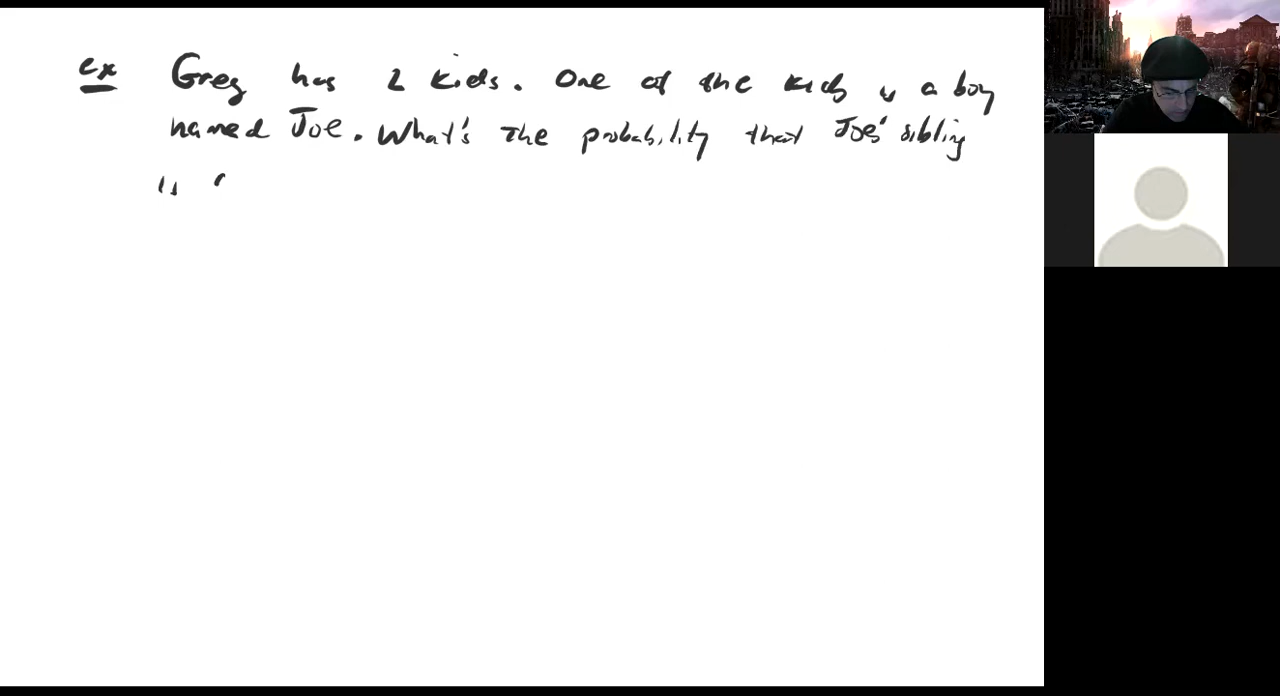 ex Greg has 2 kids. One of the kids is a boy
named Joe. What's the probability that Joe's sibling
is